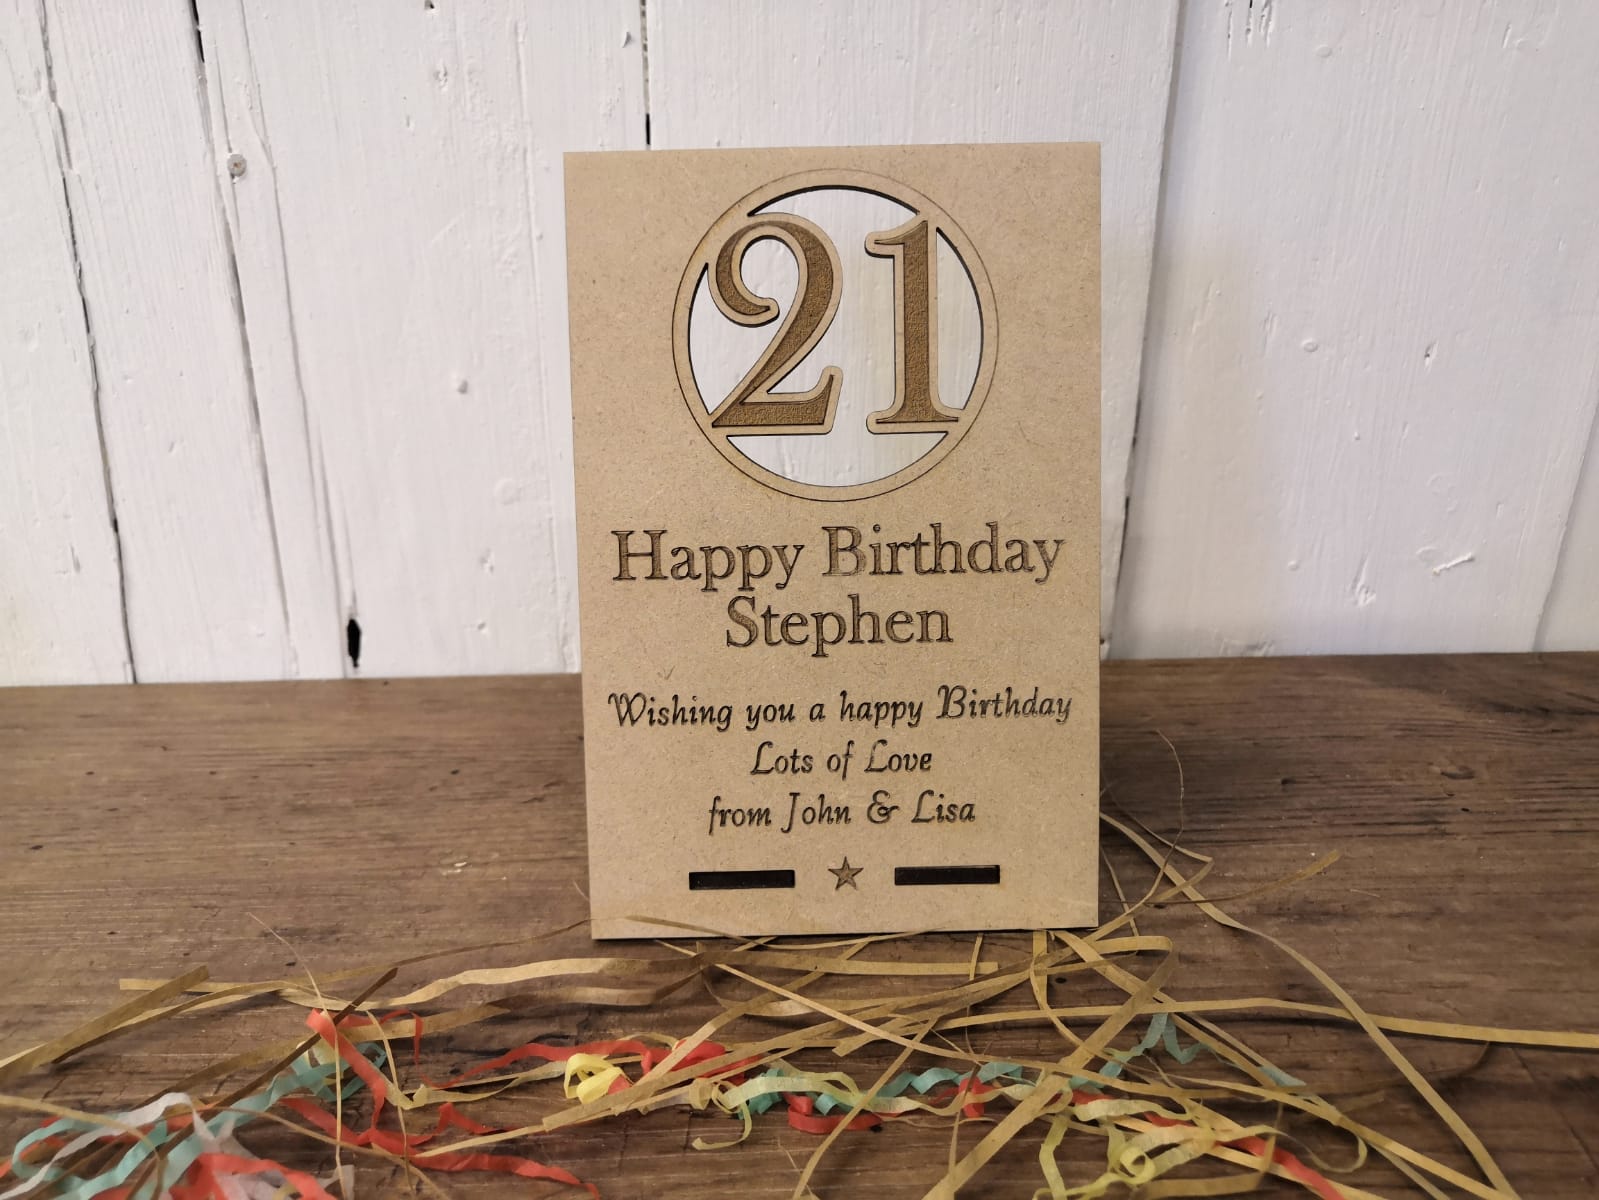 21
Happy Birthday
Stephen
Wishing you a happy Birthday
Lots of Love
from John & Lisa